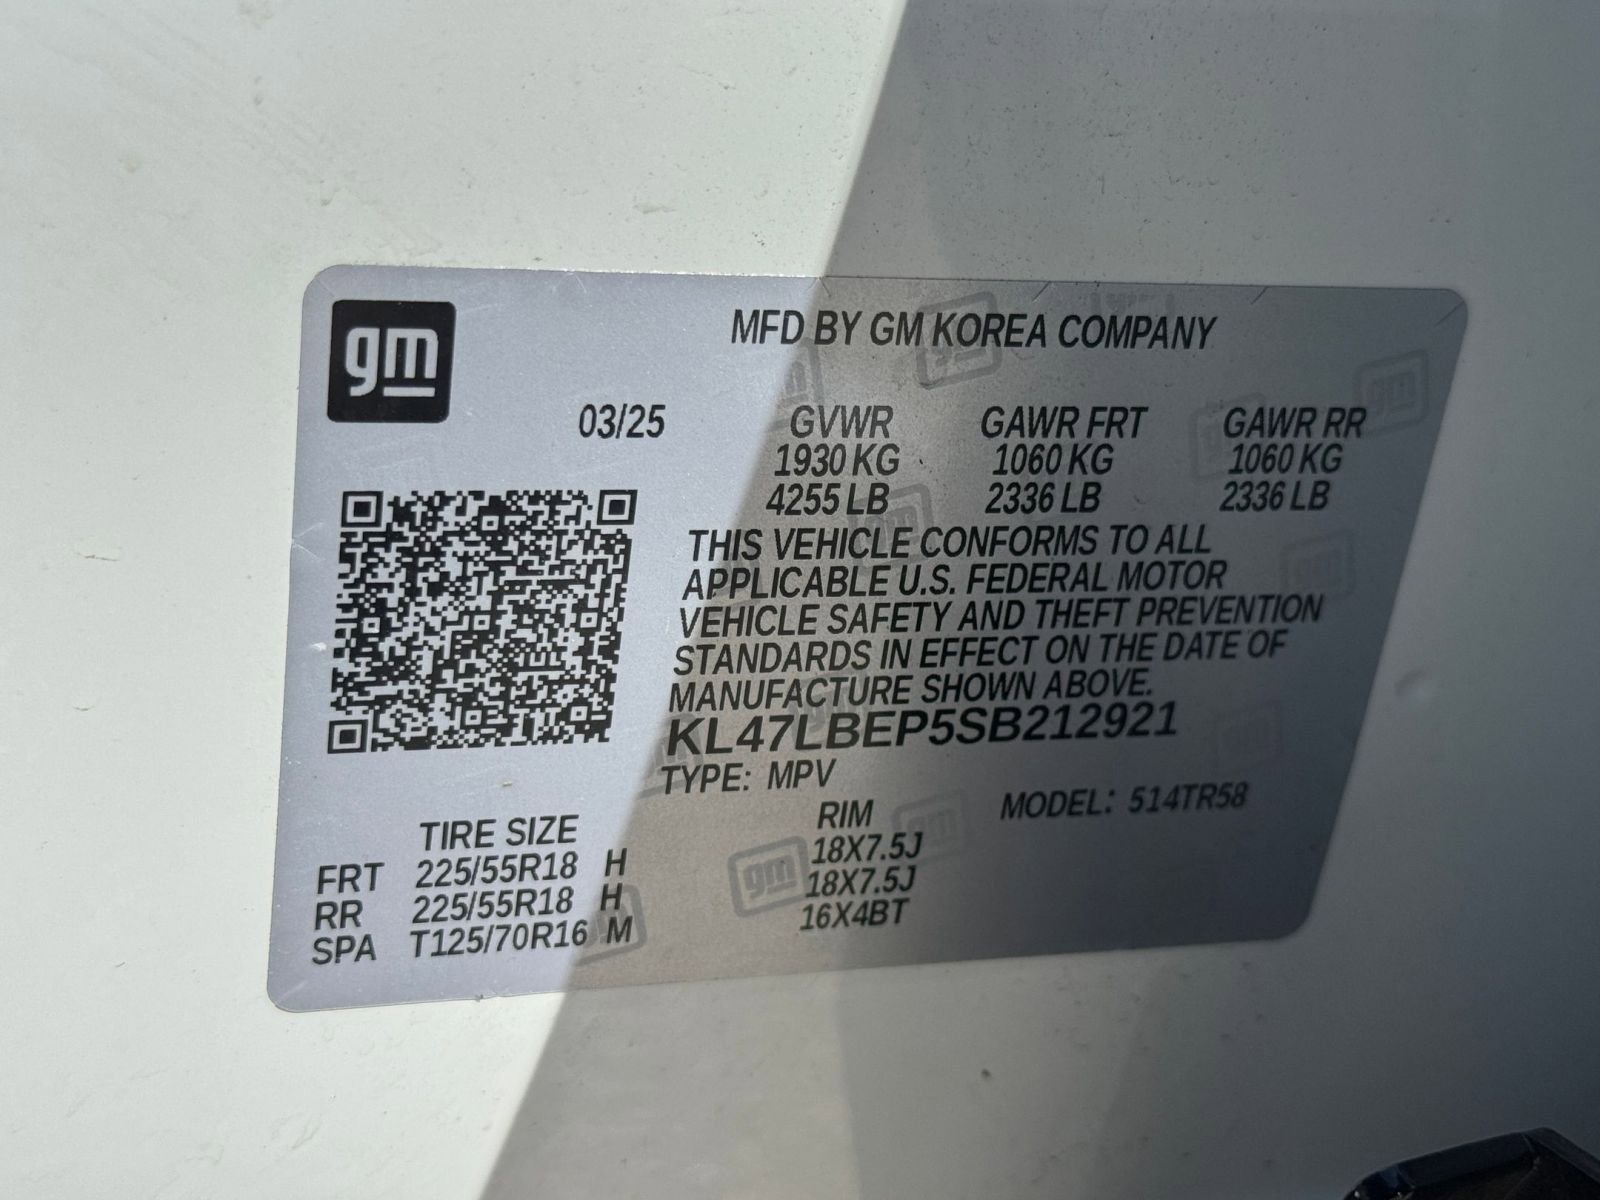 gm
MFD BY GM KOREA COMPANY
03/25 GVWR GAWR FRT GAWR RR
1930 KG 1060 KG 1060 KG
4255 LB 2336 LB 2336 LB
THIS VEHICLE CONFORMS TO ALL
APPLICABLE U.S. FEDERAL MOTOR
VEHICLE SAFETY AND THEFT PREVENTION
STANDARDS IN EFFECT ON THE DATE OF
MANUFACTURE SHOWN ABOVE.
KL47LBEP5SB212921
TYPE: MPV MODEL: 514TR58
TIRE SIZE RIM
FRT 225/55R18 H 18X7.5J
RR 225/55R18 H 18X7.5J
SPA T125/70R16 M 16X4BT